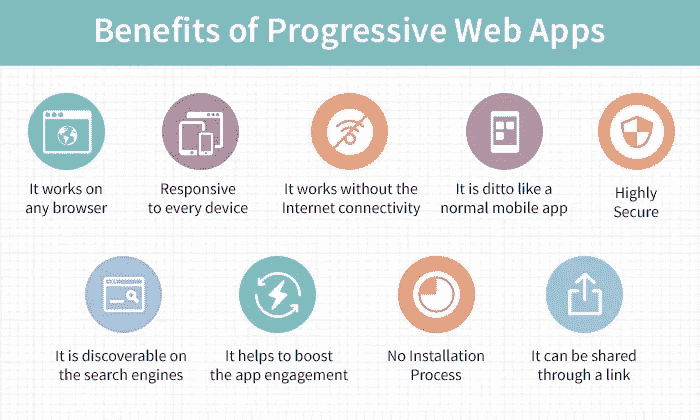 Benefits of Progressive Web Apps
It works on
any browser
Responsive
to every device
It works without the
Internet connectivity
It is ditto like a
normal mobile app
Highly
Secure
It is discoverable on
the search engines
It helps to boost
the app engagement
No Installation
Process
It can be shared
through a link